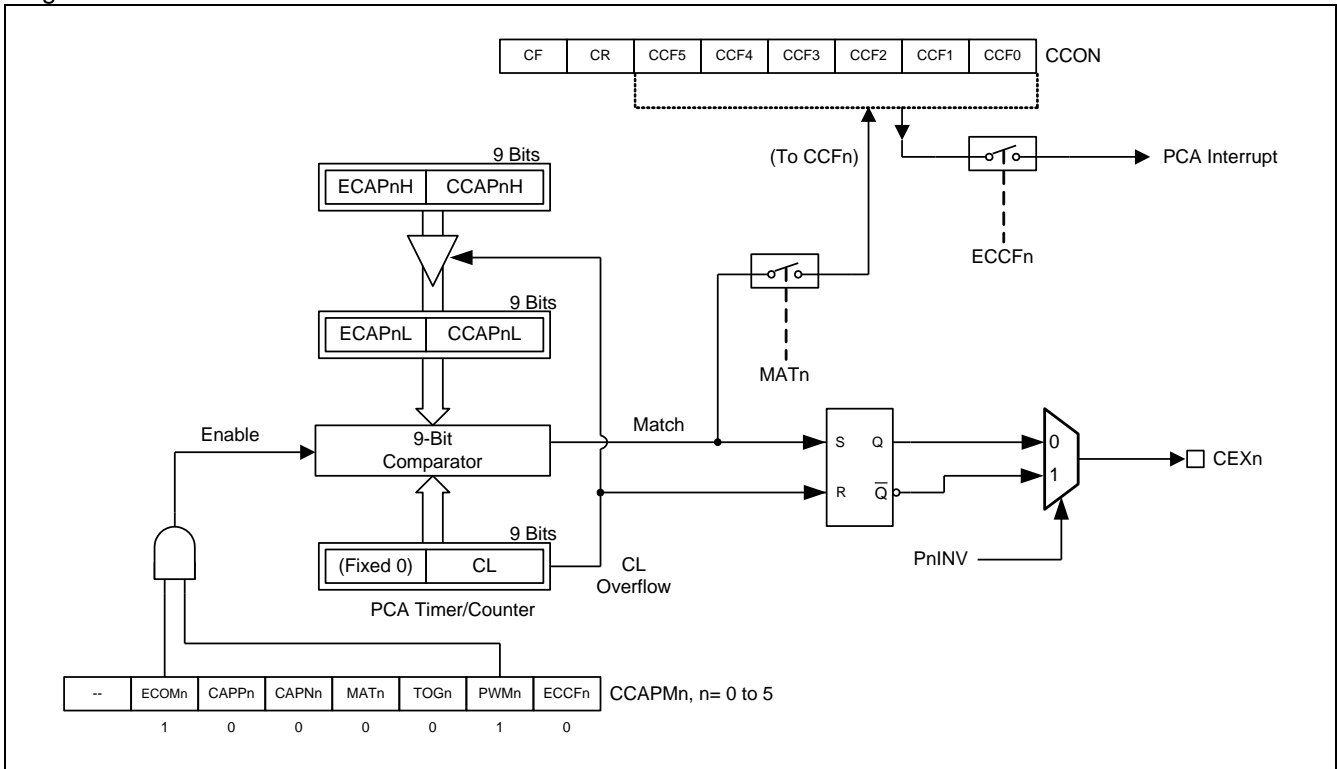 CF CR CCF5 CCF4 CCF3 CCF2 CCF1 CCF0 CCON
9 Bits
(To CCFn)
PCA Interrupt
ECAPnH CCAPnH
ECCFn
9 Bits
ECAPnL CCAPnL
MATn
Enable
9-Bit
Comparator
Match
S Q
R Q
0
1
CEXn
9 Bits
(Fixed 0) CL
CL
Overflow
PnINV
PCA Timer/Counter
-- ECOMn CAPPn CAPNn MATn TOGn PWMn ECCFn CCAPMn, n= 0 to 5
1 0 0 0 0 1 0